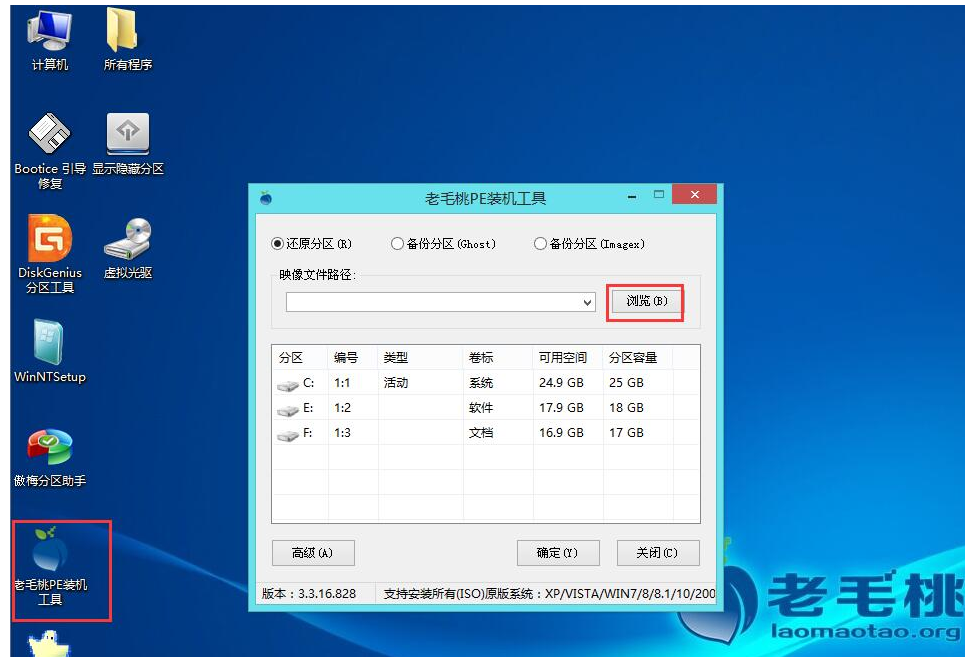 计算机
所有程序
Bootice 引导
修复
显示隐藏分区
DiskGenius
分区工具
虚拟光驱
WinNTSetup
傲梅分区助手
老毛桃PE装机
工具
老毛桃PE装机工具
还原分区(R)
备份分区(Ghost)
备份分区(Imagex)
映像文件路径:
浏览(B)
分区 编号 类型 卷标 可用空间 分区容量
C: 1:1 活动 系统 24.9 GB 25 GB
E: 1:2 软件 17.9 GB 18 GB
F: 1:3 文档 16.9 GB 17 GB
高级(A)
确定(Y)
关闭(C)
版本：3.3.16.828
支持安装所有(ISO)原版系统：XP/VISTA/WIN7/8/8.1/10/200
老毛桃
laomaotao.org